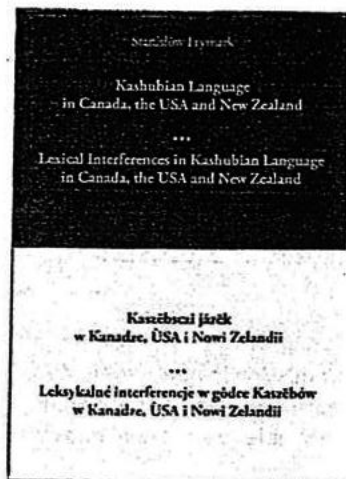 Stanisław Frymark
Kashubian Language
in Canada, the USA and New Zealand
•••
Lexical Interferences in Kashubian Language
in Canada, the USA and New Zealand
Kaszëbsczi jãzëk
w Kanadze, ÙSA i Nowi Zelandii
•••
Leksykalné interferencje w gôdce Kaszëbów
w Kanadze, ÙSA i Nowi Zelandii